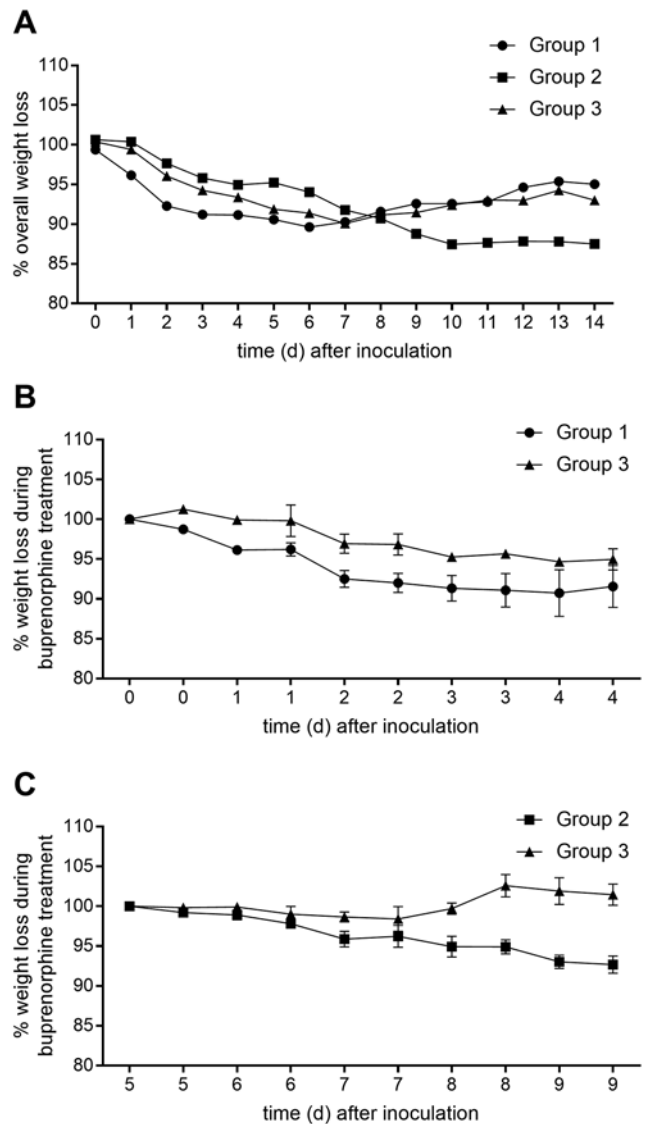 A
Group 1
Group 2
Group 3
110
105
100
95
90
85
80
% overall weight loss
0 1 2 3 4 5 6 7 8 9 10 11 12 13 14
time (d) after inoculation
B
Group 1
Group 3
110
105
100
95
90
85
80
% weight loss during
buprenorphine treatment
0 0 1 1 2 2 3 3 4 4
time (d) after inoculation
C
Group 2
Group 3
110
105
100
95
90
85
80
% weight loss during
buprenorphine treatment
5 5 6 6 7 7 8 8 9 9
time (d) after inoculation